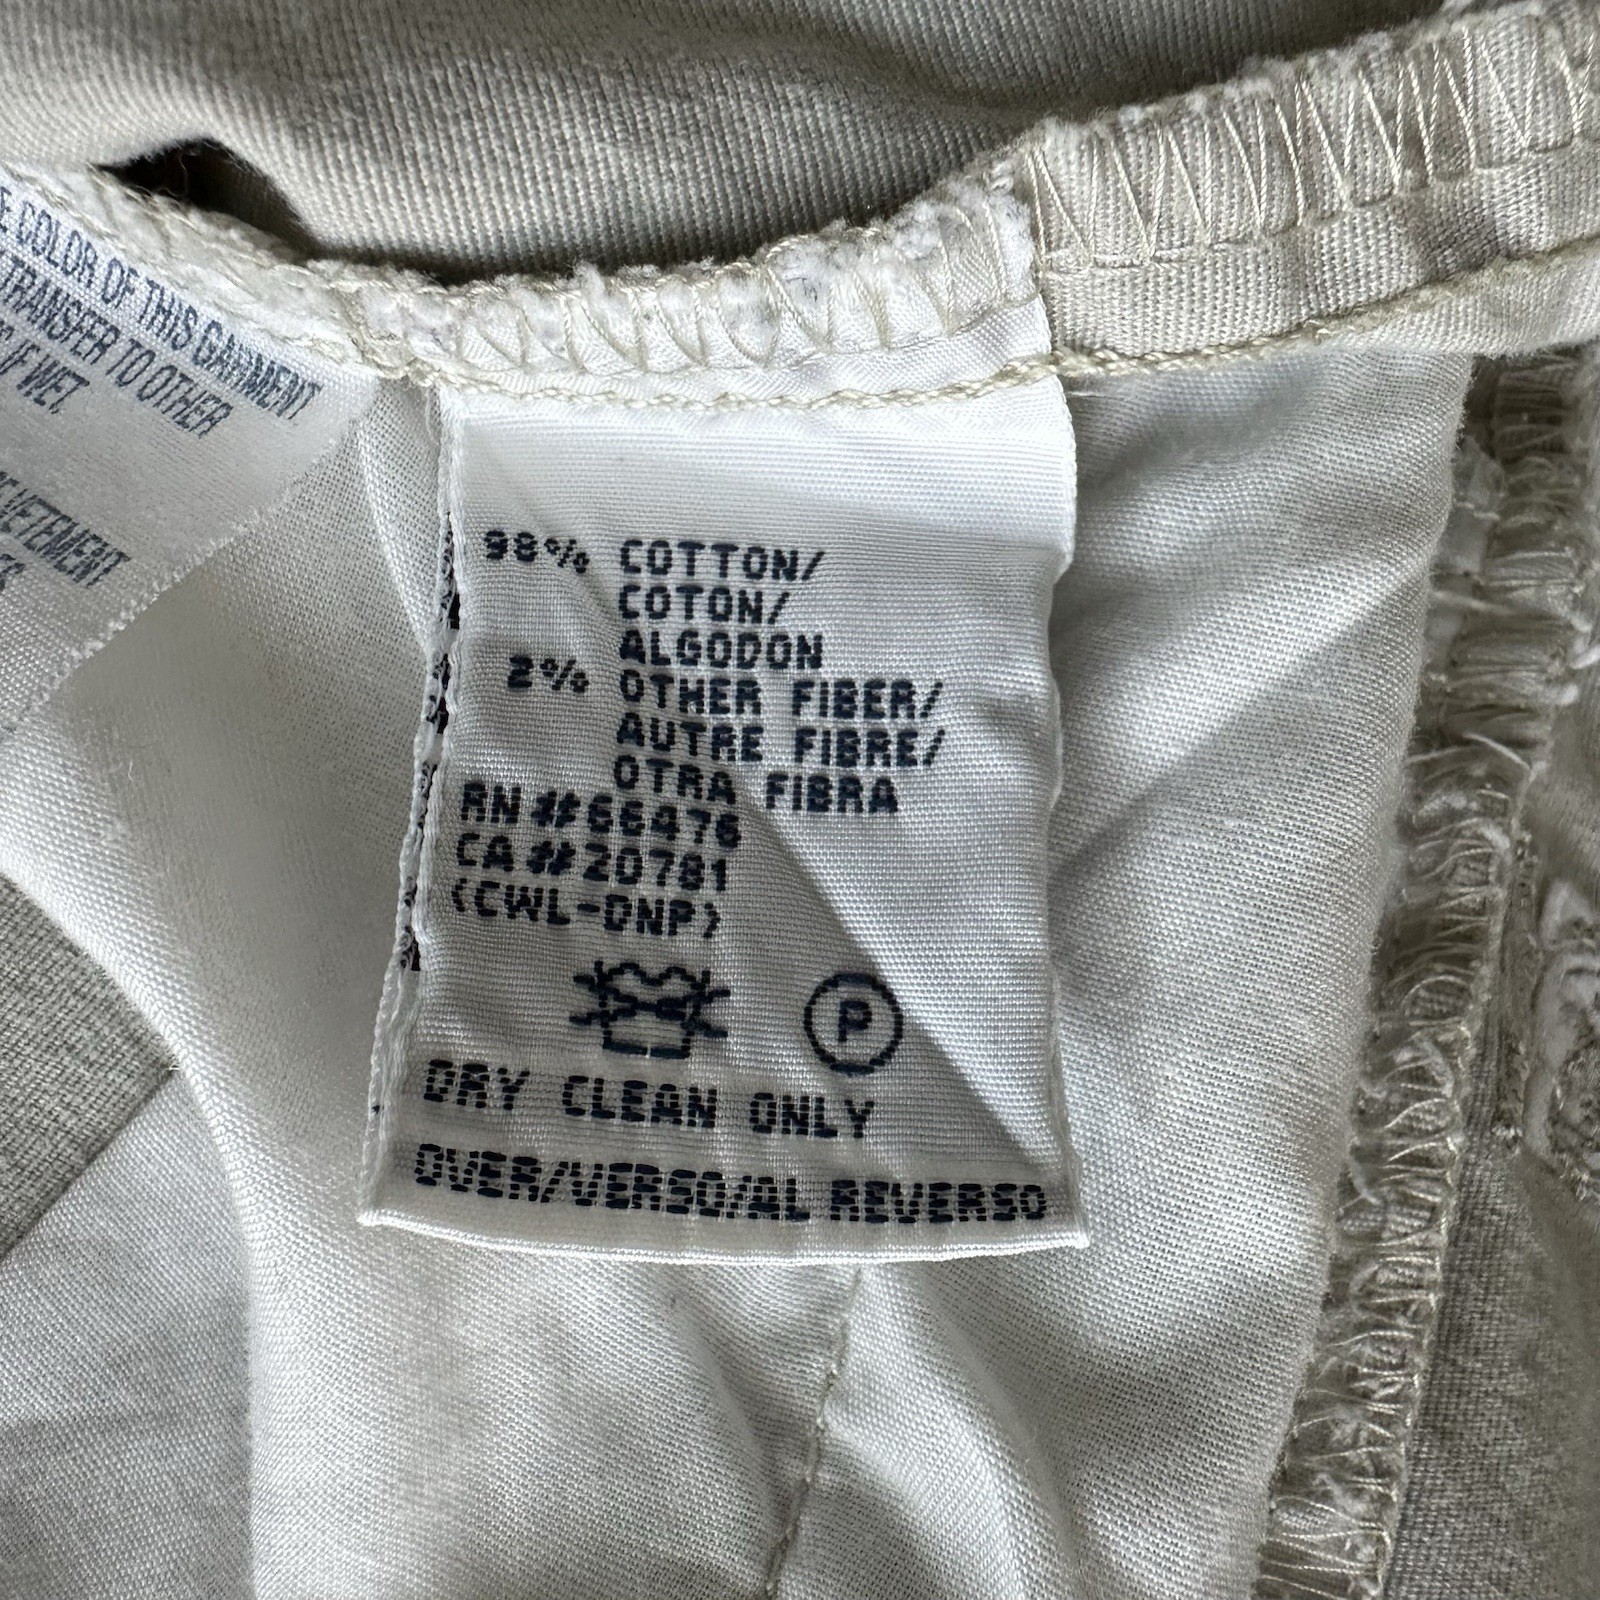 COLOR OF THIS GARMENT
TRANSFER TO OTHER
IF WET
VETEMENT
98% COTTON/
COTON/
ALGODON
2% OTHER FIBER/
AUTRE FIBRE/
OTRA FIBRA
RN #66476
CA #20781
(CWL-DNP)
P
DRY CLEAN ONLY
OVER/VERSO/AL REVERSO